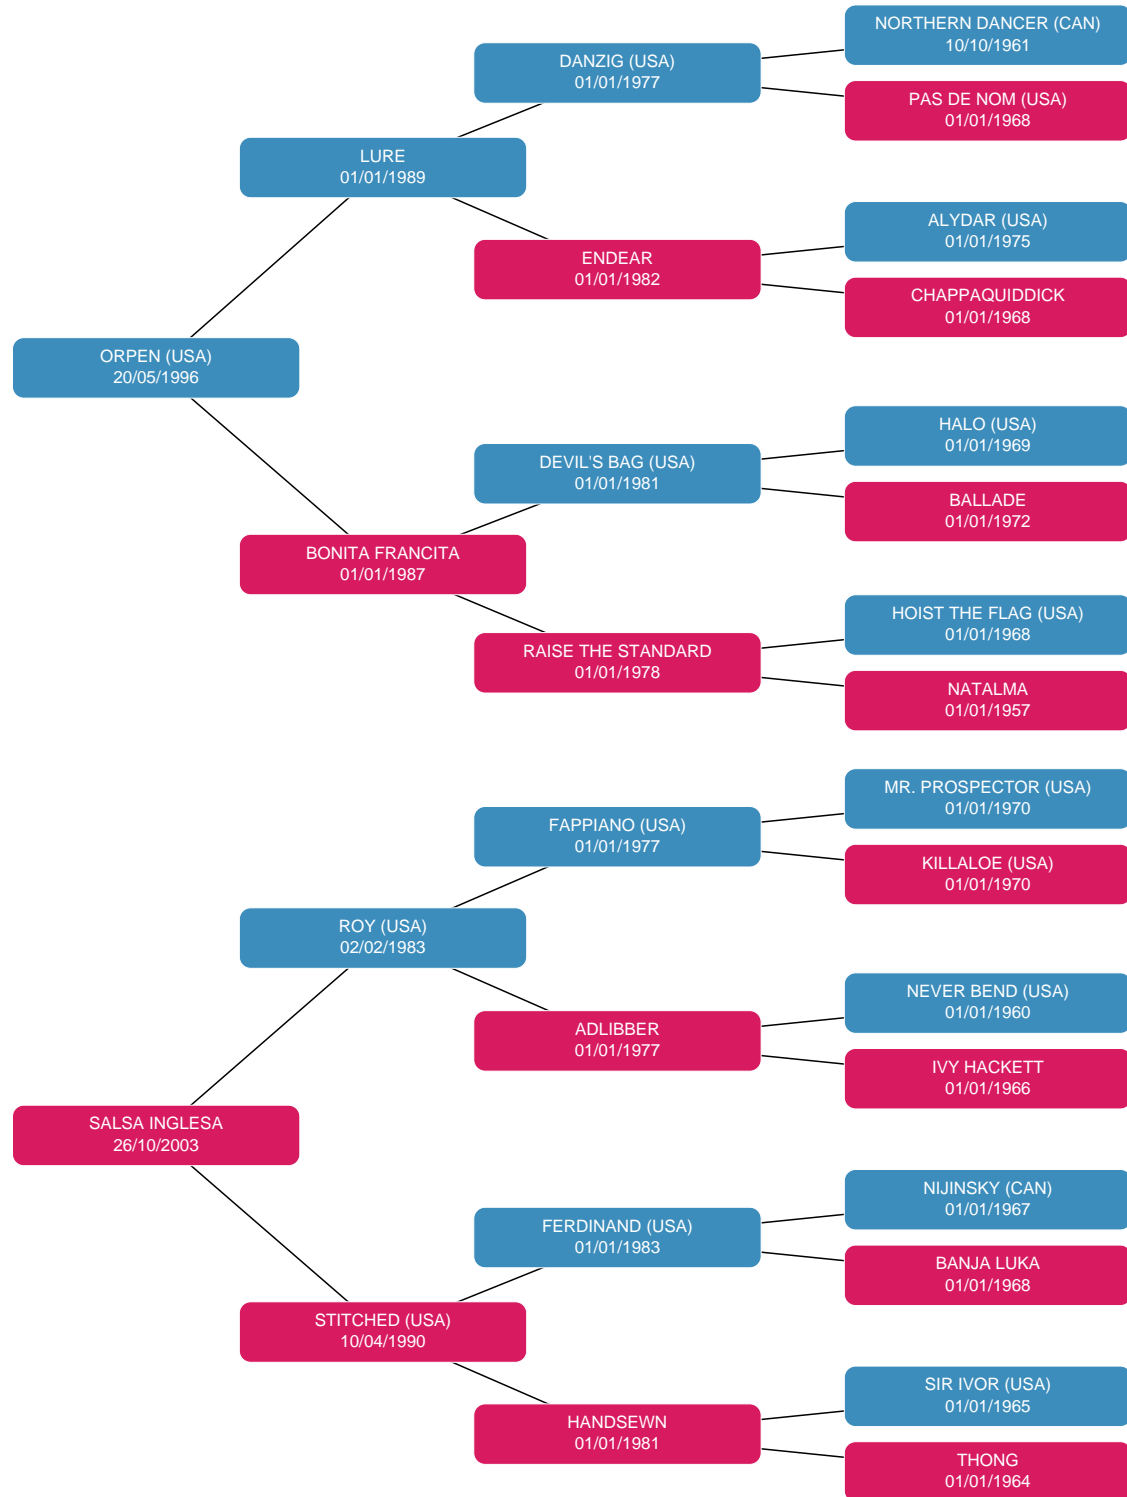 NORTHERN DANCER (CAN)
10/10/1961
DANZIG (USA)
01/01/1977
PAS DE NOM (USA)
01/01/1968
LURE
01/01/1989
ALYDAR (USA)
01/01/1975
ENDEAR
01/01/1982
CHAPPAQUIDDICK
01/01/1968
ORPEN (USA)
20/05/1996
HALO (USA)
01/01/1969
DEVIL'S BAG (USA)
01/01/1981
BALLADE
01/01/1972
BONITA FRANCITA
01/01/1987
HOIST THE FLAG (USA)
01/01/1968
RAISE THE STANDARD
01/01/1978
NATALMA
01/01/1957
MR. PROSPECTOR (USA)
01/01/1970
FAPPIANO (USA)
01/01/1977
KILLALOE (USA)
01/01/1970
ROY (USA)
02/02/1983
NEVER BEND (USA)
01/01/1960
ADLIBBER
01/01/1977
IVY HACKETT
01/01/1966
SALSA INGLESA
26/10/2003
NIJINSKY (CAN)
01/01/1967
FERDINAND (USA)
01/01/1983
BANJA LUKA
01/01/1968
STITCHED (USA)
10/04/1990
SIR IVOR (USA)
01/01/1965
HANDSEWN
01/01/1981
THONG
01/01/1964